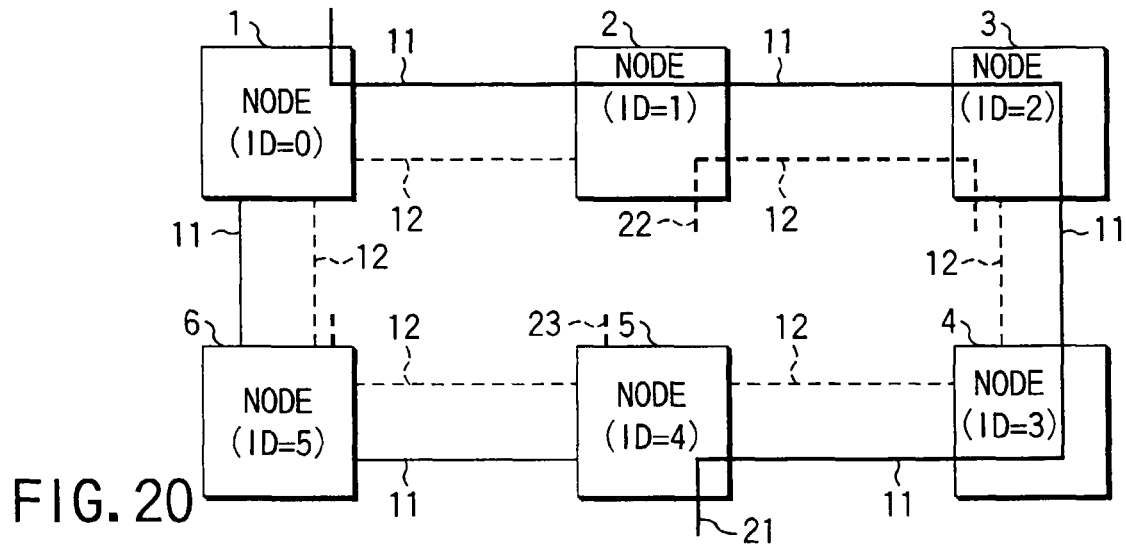 1
11
2
11
3
NODE
(ID=0)
NODE
(ID=1)
NODE
(ID=2)
12
22
12
11
12
12
11
6
12
23
5
12
4
NODE
(ID=5)
NODE
(ID=4)
NODE
(ID=3)
11
11
21
FIG. 20